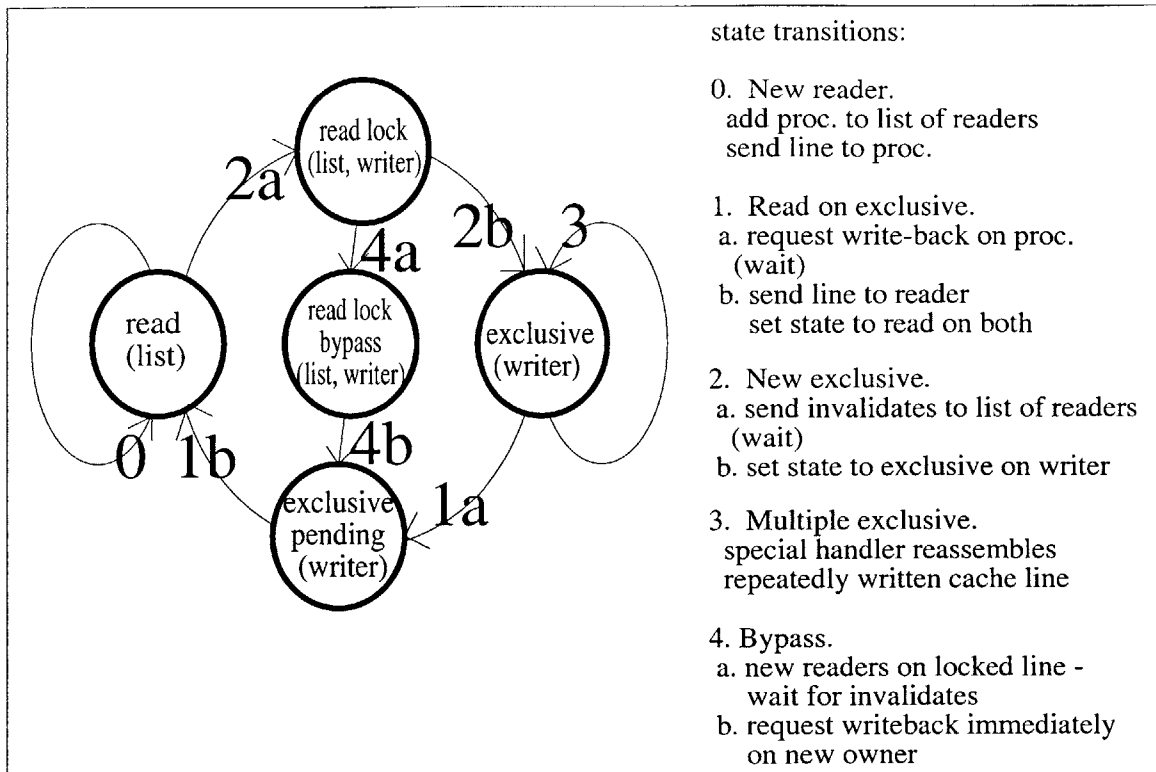 read lock
(list, writer)
2a
2b
3
4a
read
(list)
read lock
bypass
(list, writer)
exclusive
(writer)
0
1b
4b
1a
exclusive
pending
(writer)
state transitions:
0. New reader.
add proc. to list of readers
send line to proc.
1. Read on exclusive.
a. request write-back on proc.
(wait)
b. send line to reader
set state to read on both
2. New exclusive.
a. send invalidates to list of readers
(wait)
b. set state to exclusive on writer
3. Multiple exclusive.
special handler reassembles
repeatedly written cache line
4. Bypass.
a. new readers on locked line -
wait for invalidates
b. request writeback immediately
on new owner